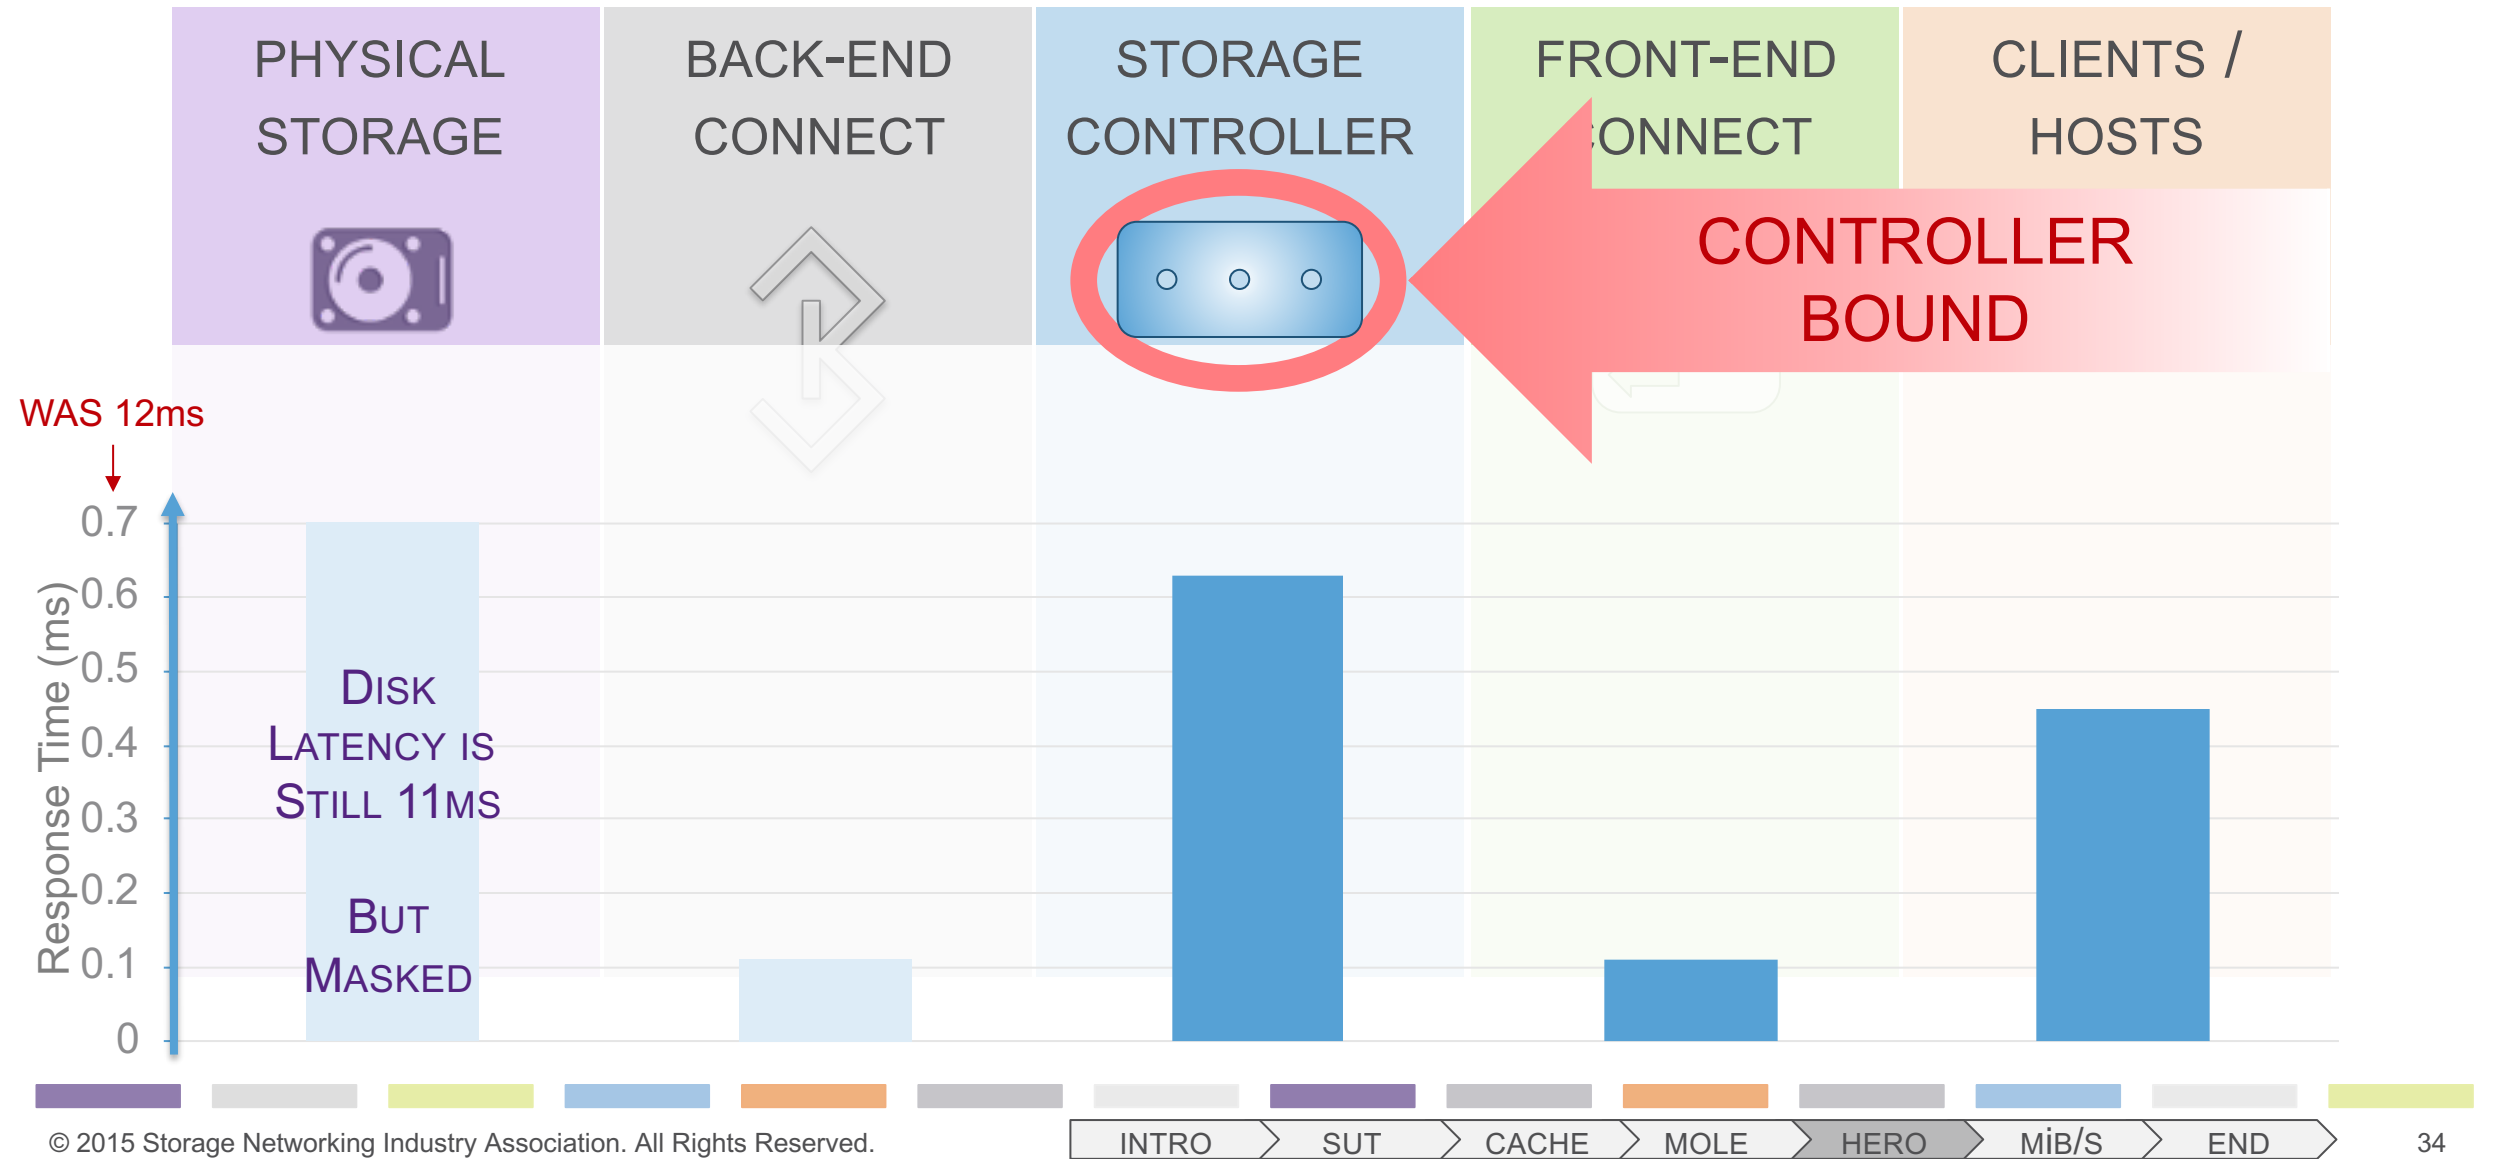 PHYSICAL
STORAGE
BACK-END
CONNECT
STORAGE
CONTROLLER
FRONT-END
CONNECT
CLIENTS /
HOSTS
CONTROLLER
BOUND
WAS 12ms
0.7
0.6
0.5
0.4
0.3
0.2
0.1
0
Response Time (ms)
DISK
LATENCY IS
STILL 11MS
BUT
MASKED
© 2015 Storage Networking Industry Association. All Rights Reserved.
INTRO
SUT
CACHE
MOLE
HERO
MiB/S
END
34